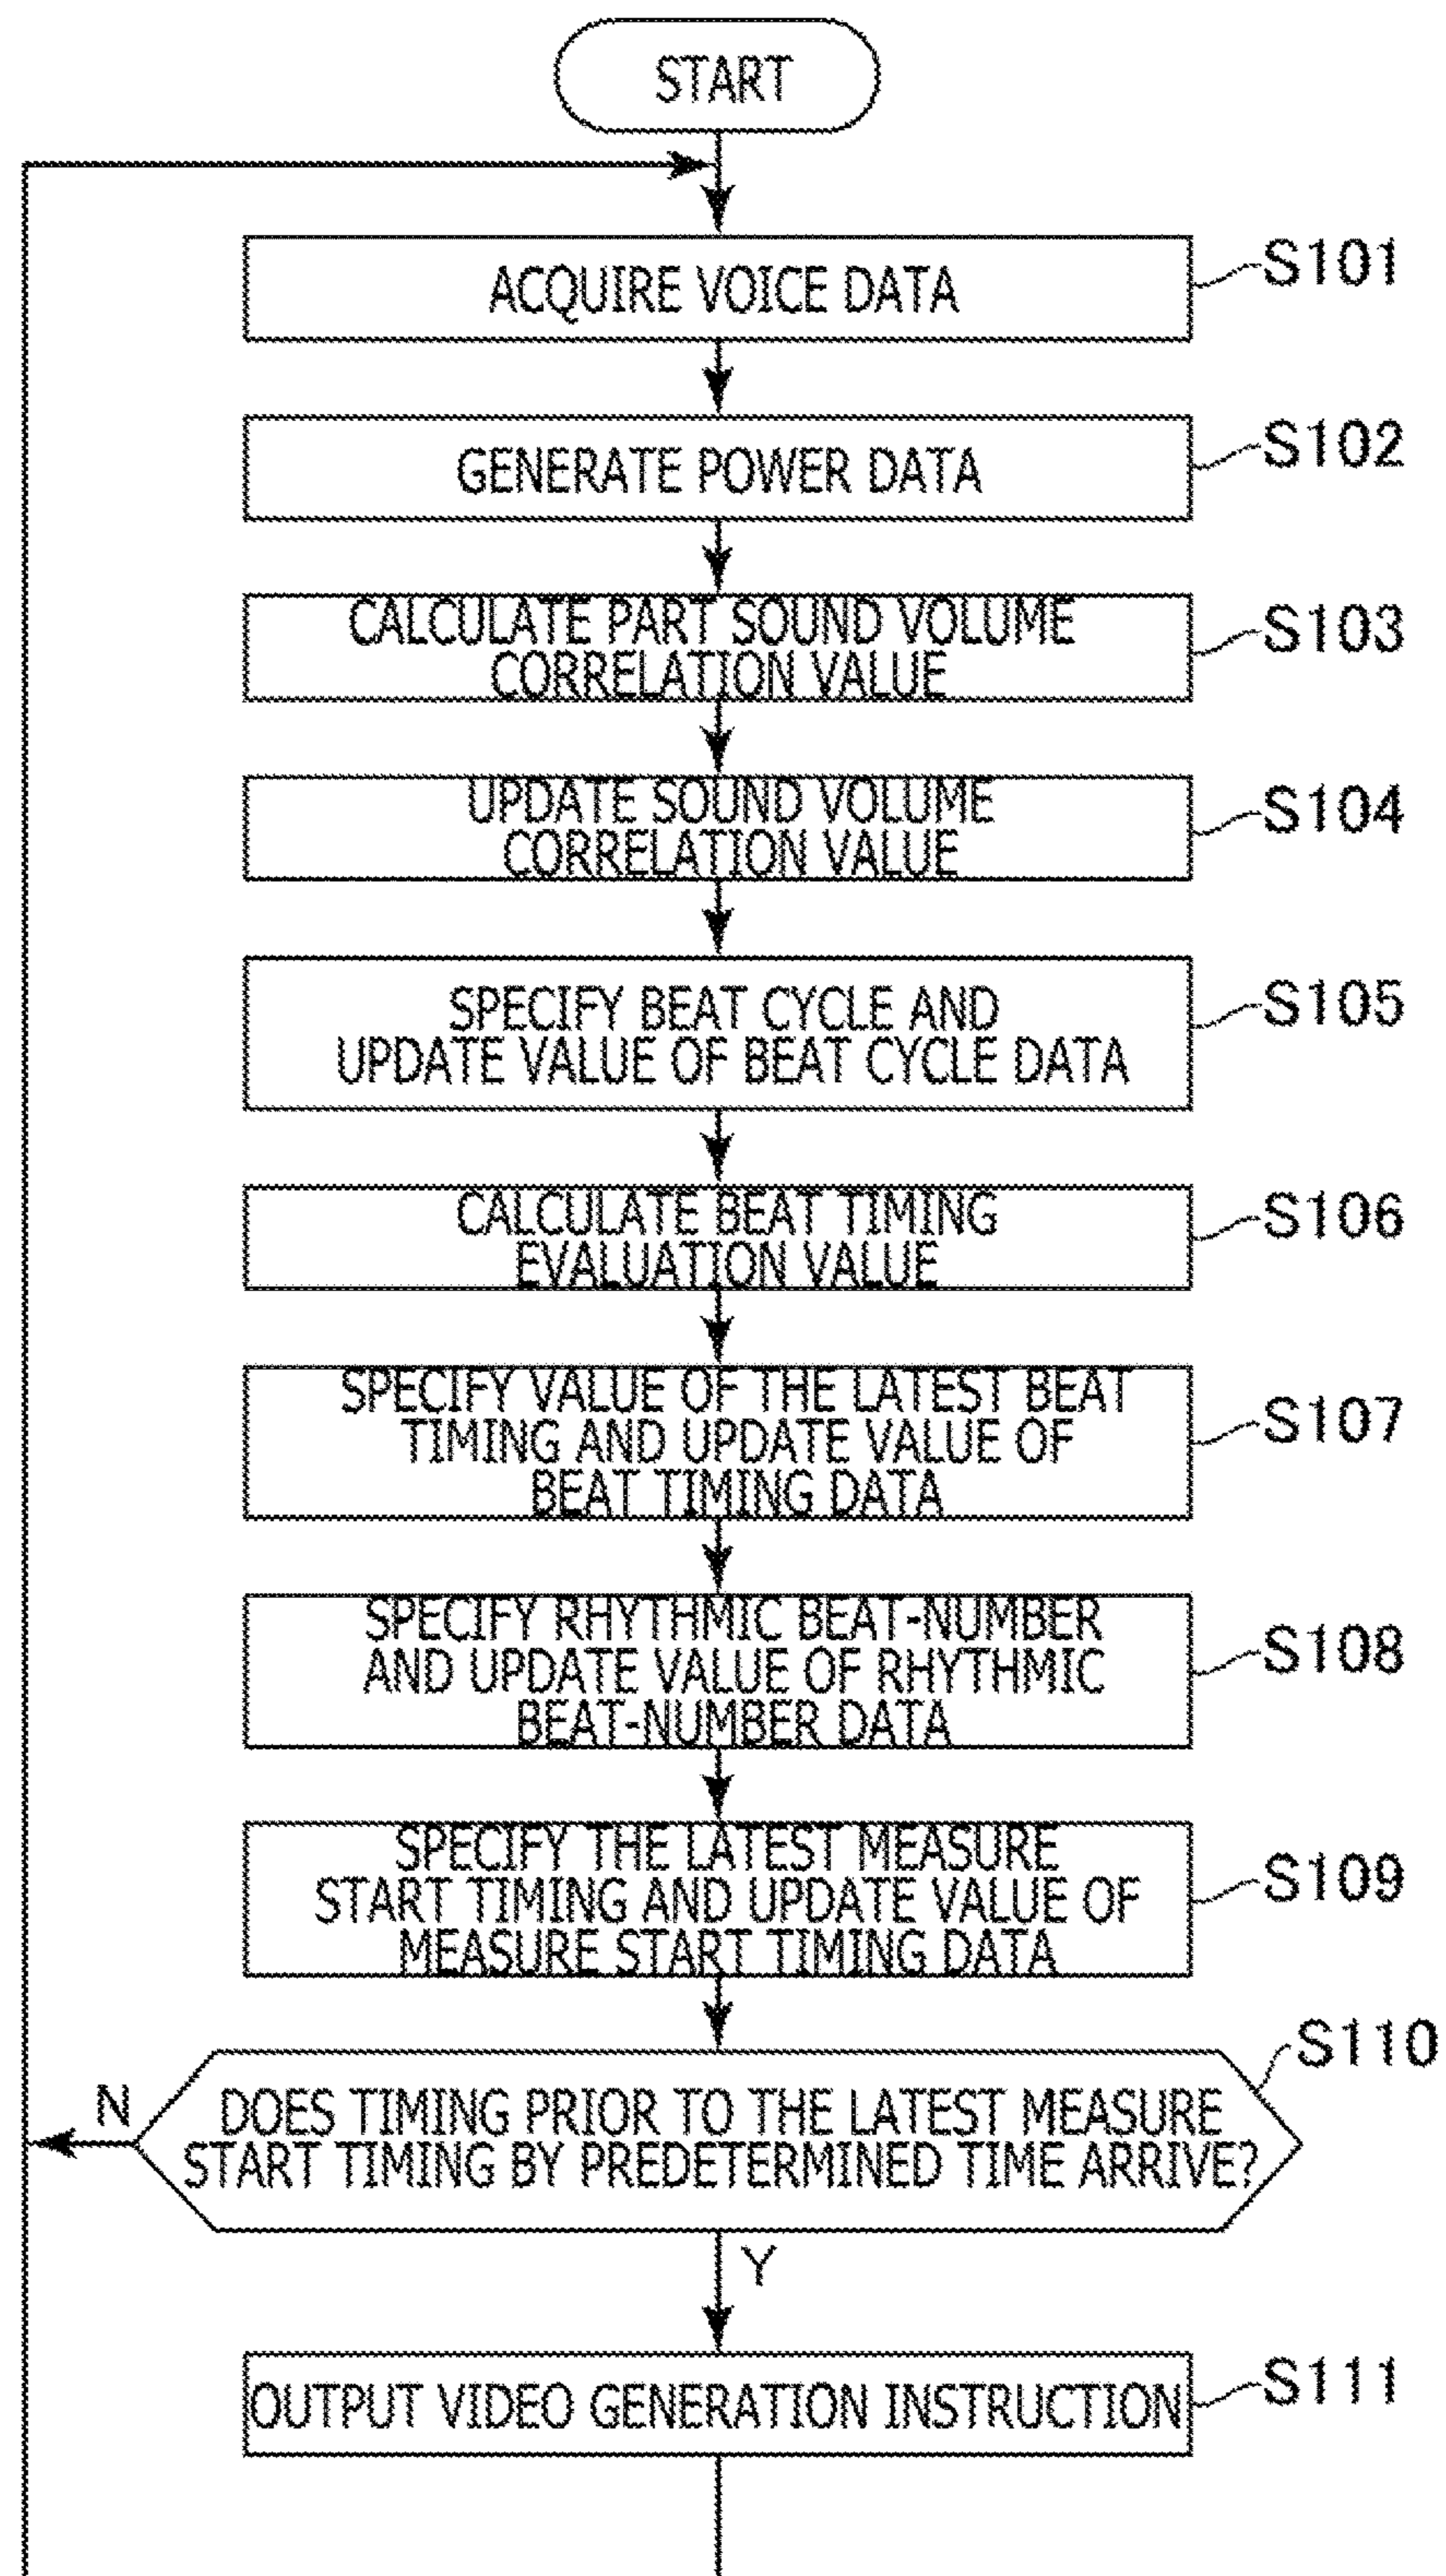 START
ACQUIRE VOICE DATA
S101
GENERATE POWER DATA
S102
CALCULATE PART SOUND VOLUME
CORRELATION VALUE
S103
UPDATE SOUND VOLUME
CORRELATION VALUE
S104
SPECIFY BEAT CYCLE AND
UPDATE VALUE OF BEAT CYCLE DATA
S105
CALCULATE BEAT TIMING
EVALUATION VALUE
S106
SPECIFY VALUE OF THE LATEST BEAT
TIMING AND UPDATE VALUE OF
BEAT TIMING DATA
S107
SPECIFY RHYTHMIC BEAT-NUMBER
AND UPDATE VALUE OF RHYTHMIC
BEAT-NUMBER DATA
S108
SPECIFY THE LATEST MEASURE
START TIMING AND UPDATE VALUE OF
MEASURE START TIMING DATA
S109
S110
N
DOES TIMING PRIOR TO THE LATEST MEASURE
START TIMING BY PREDETERMINED TIME ARRIVE?
Y
OUTPUT VIDEO GENERATION INSTRUCTION
S111